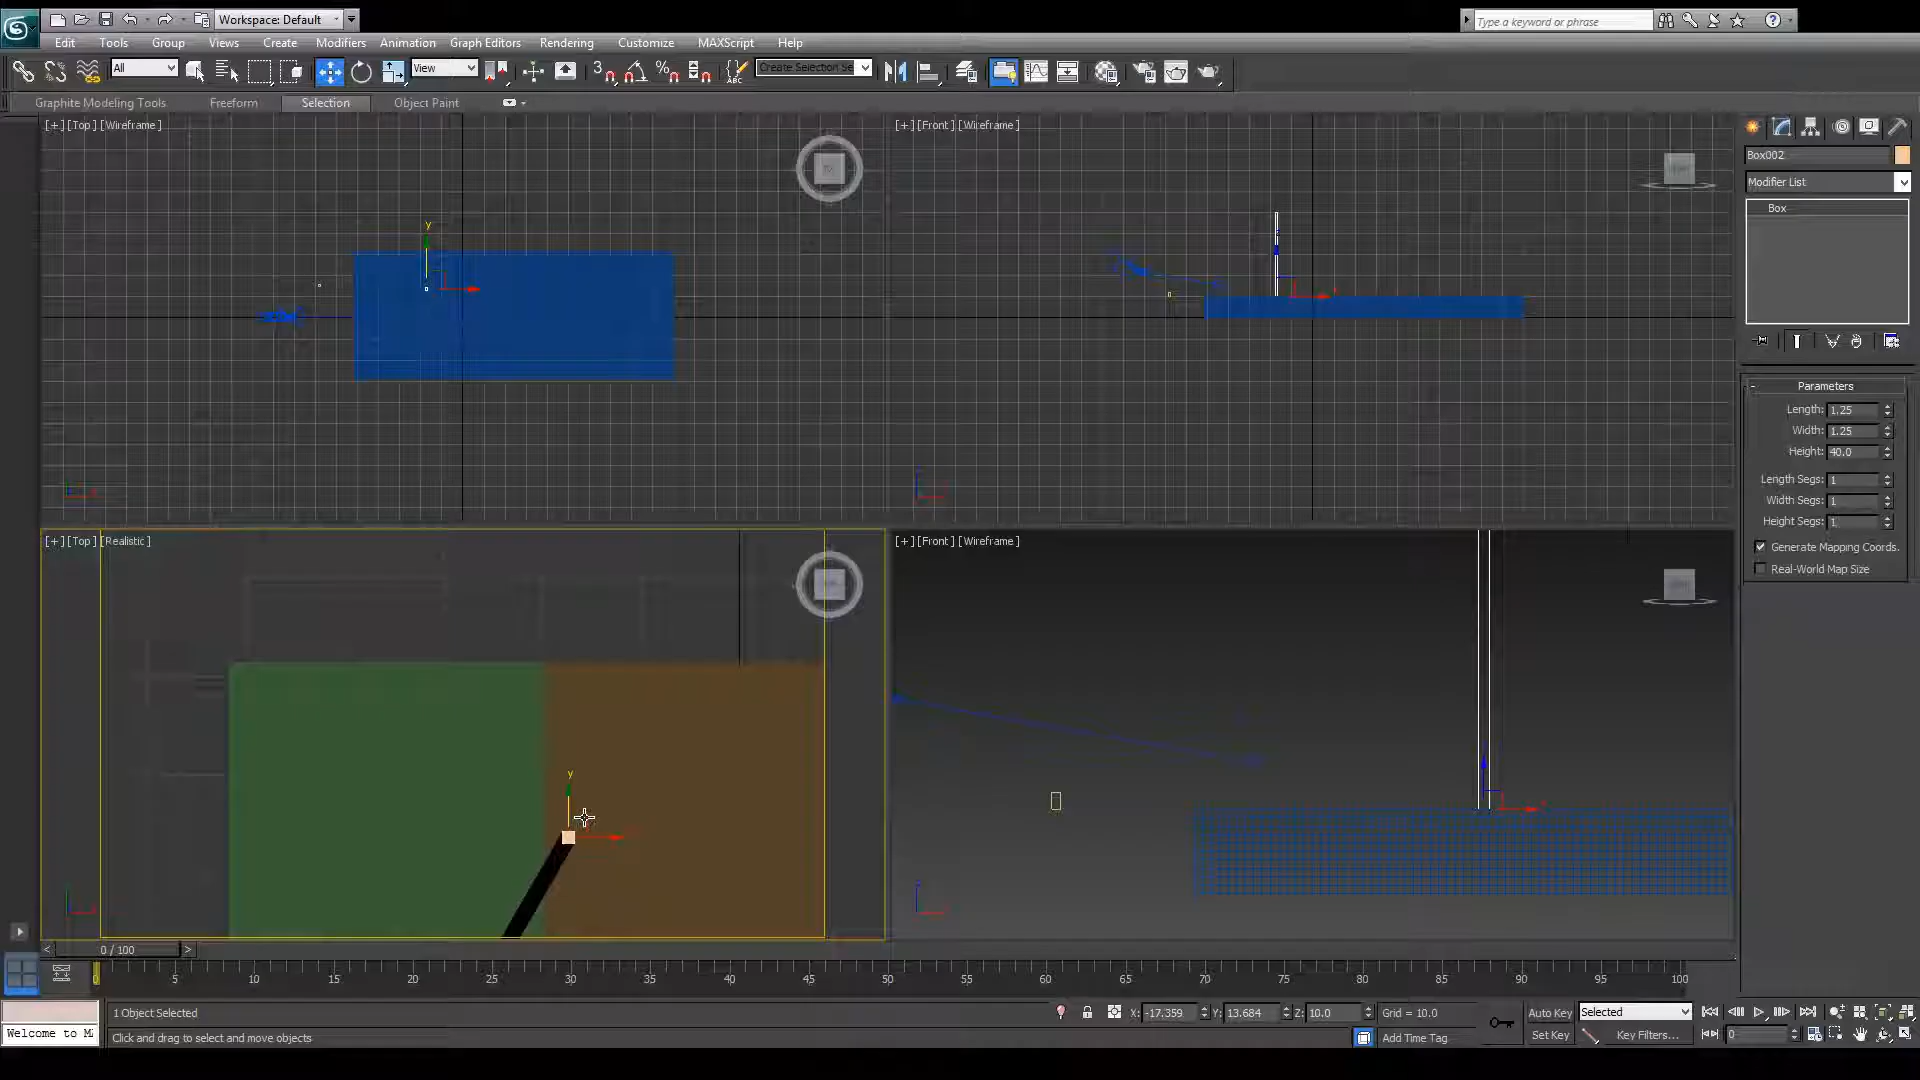 Workspace: Default
Type a keyword or phrase
Edit Tools Group Views Create Modifiers Animation Graph Editors Rendering Customize MAXScript Help
All View 3 ABC Create Selection Se
Graphite Modeling Tools Freeform Selection Object Paint
[+] [Top] [Wireframe]
[+] [Front] [Wireframe]
Box002
Modifier List
Box
y
Parameters
Length: 1.25
Width: 1.25
Height: 40.0
Length Segs: 1
Width Segs: 1
Height Segs: 1
Generate Mapping Coords.
Real-World Map Size
[+] [Top] [Realistic]
[+] [Front] [Wireframe]
y
< 0 / 100 >
0 5 10 15 20 25 30 35 40 45 50 55 60 65 70 75 80 85 90 95 100
1 Object Selected
X: -17.359 Y: 13.684 Z: 10.0 Grid = 10.0
Auto Key Selected
Welcome to M
Click and drag to select and move objects
Add Time Tag
Set Key Key Filters... 0